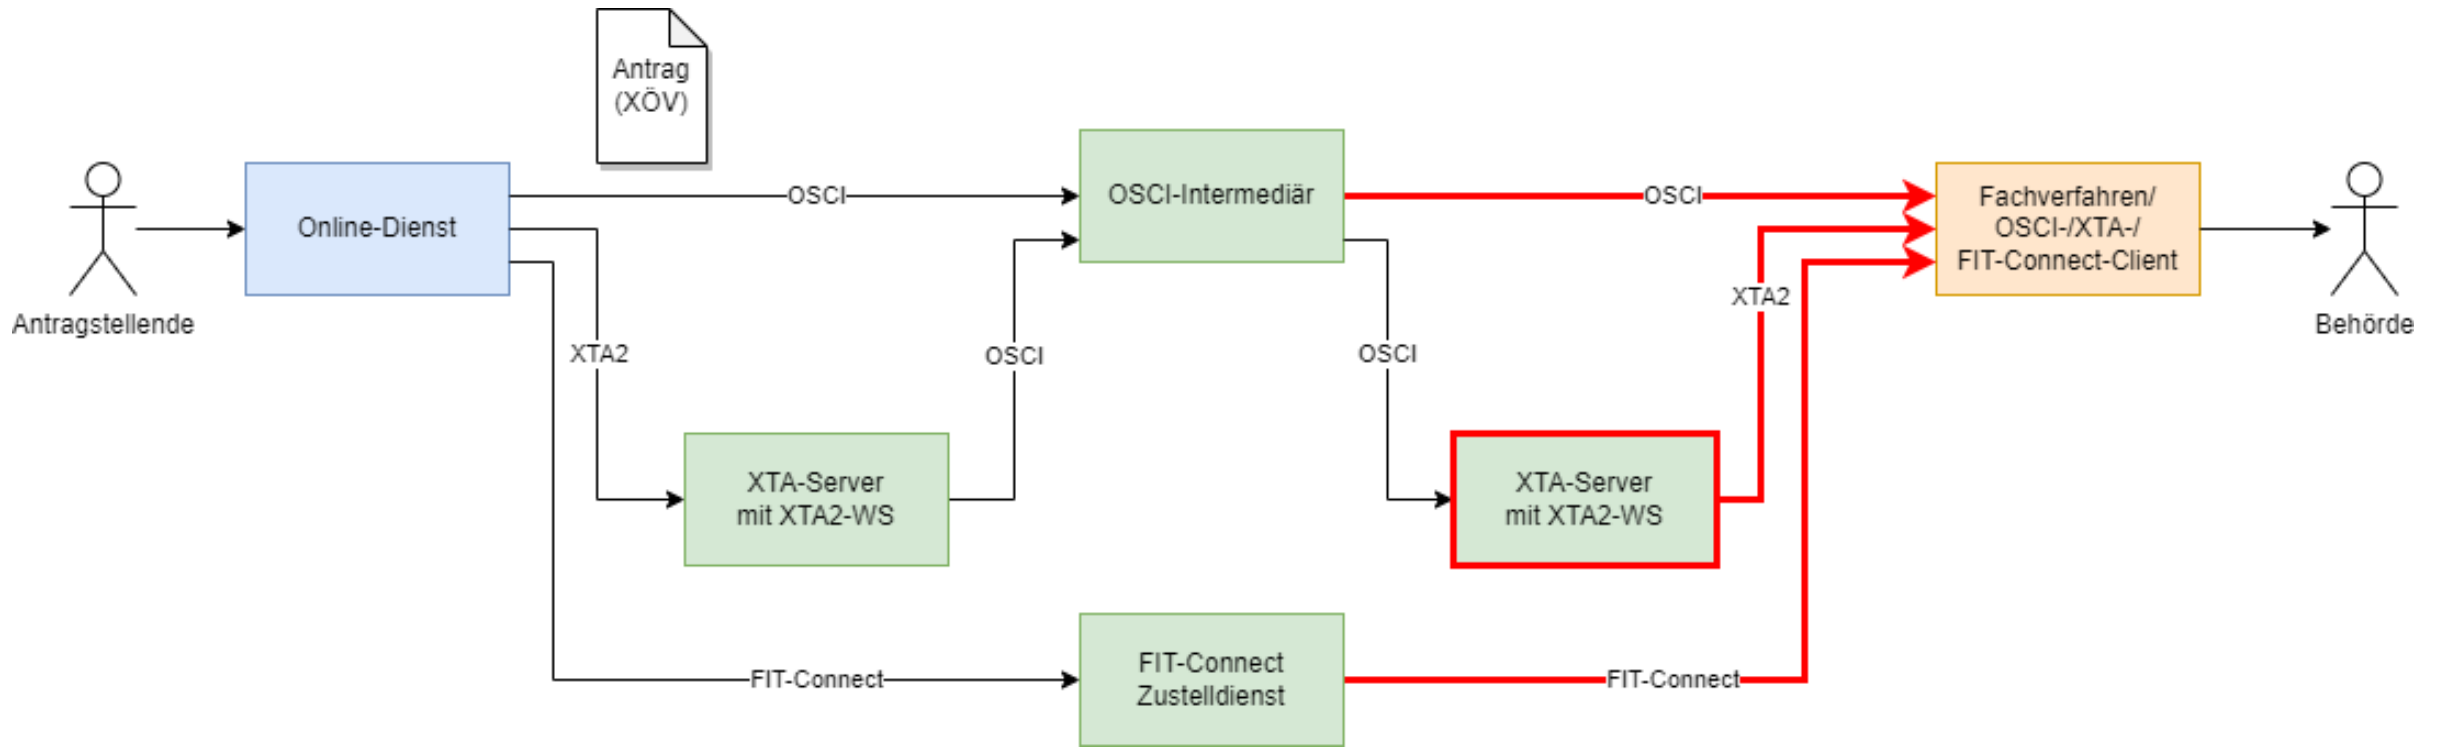 Antrag
(XÖV)
Antragstellende
Online-Dienst
OSCI
XTA2
FIT-Connect
XTA-Server
mit XTA2-WS
OSCI
OSCI-Intermediär
FIT-Connect
Zustelldienst
OSCI
OSCI
XTA-Server
mit XTA2-WS
XTA2
FIT-Connect
Fachverfahren/
OSCI-/XTA-/
FIT-Connect-Client
Behörde